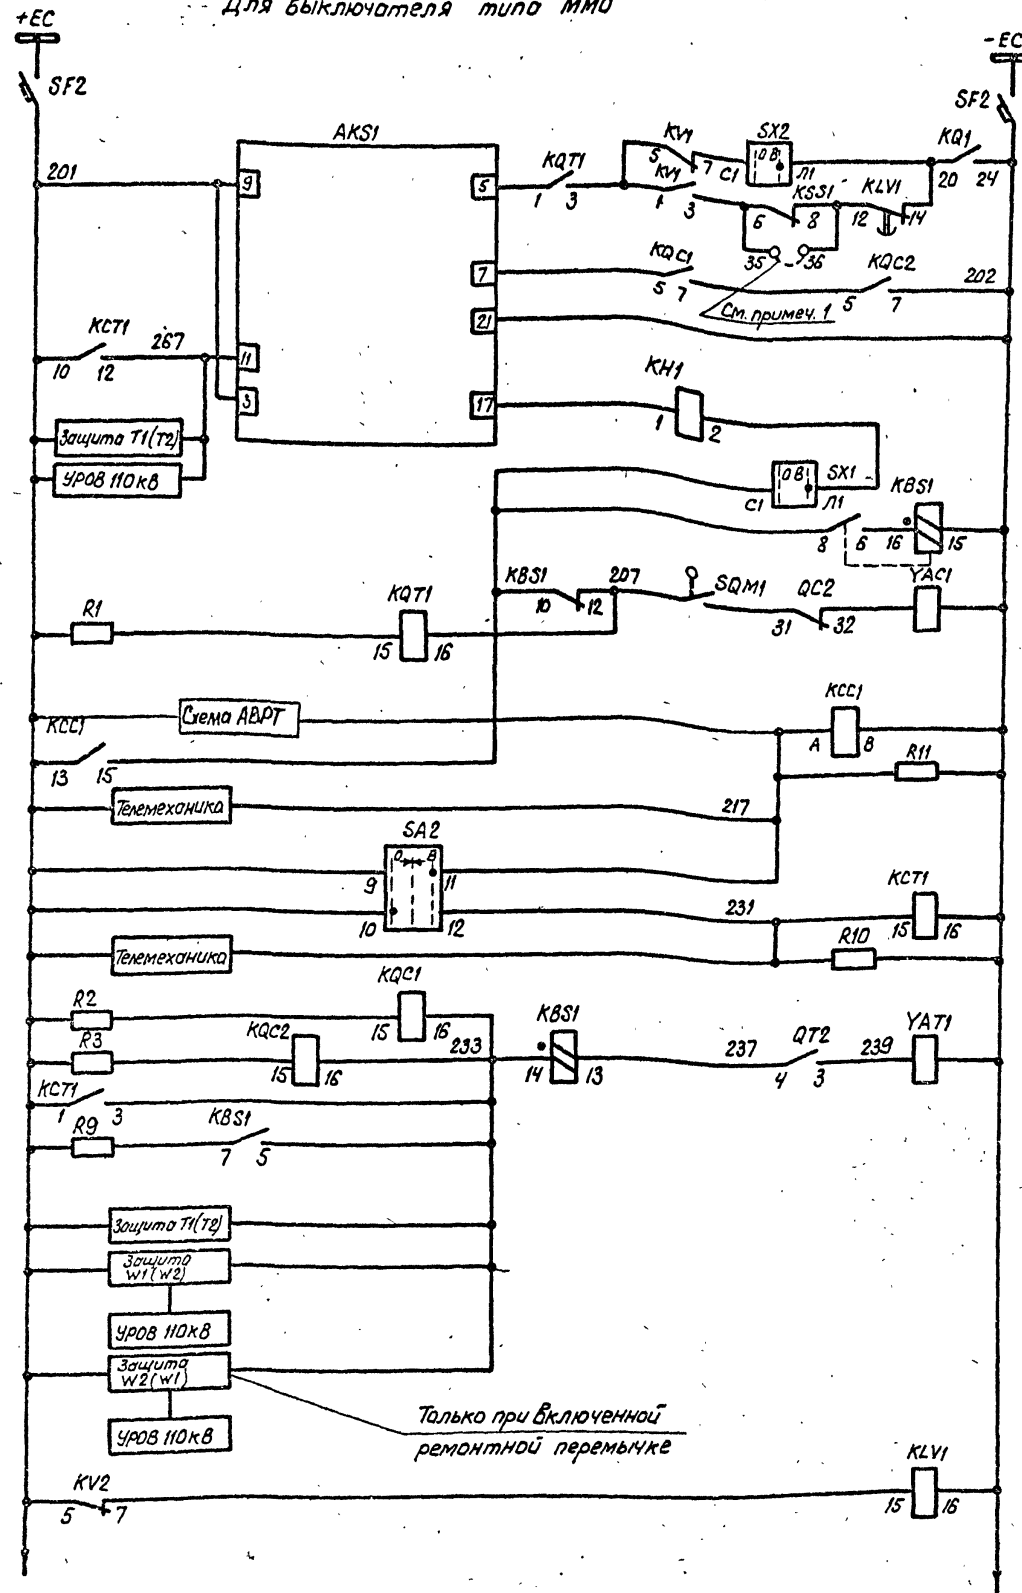 Для выключателя типа ММО
+ЕС
-ЕС
SF2
SF2
AKS1
201
9
5
KQT1
1 3
KV1
5 7
SX2
О В
С1 Л1
KQ1
20 24
KV1
1 3
KSS1
6 8
KLV1
12 14
35 36
7
KQC1
5 7
KQC2
5 7
202
См. примеч. 1
21
KCT1
10 12
267
11
3
17
KH1
1 2
Защита Т1(Т2)
УРОВ 110кВ
О В
SX1
С1 Л1
KBS1
8 6 16 15
KBS1
10 12
207
SQM1
QC2
31 32
YAC1
R1
KQT1
15 16
KCC1
13 15
Схема АВРТ
KCC1
А В
R11
Телемеханика
217
SA2
О В
9 11
10 12
231
KCT1
15 16
Телемеханика
R10
R2
KQC1
15 16
R3
KQC2
15 16
233
KBS1
14 13
237
QT2
4 3
239
YAT1
KCT1
1 3
R9
KBS1
7 5
Защита Т1(Т2)
Защита
W1(W2)
УРОВ 110кВ
Защита
W2(W1)
УРОВ 110кВ
Только при включенной
ремонтной перемычке
KV2
5 7
KLV1
15 16